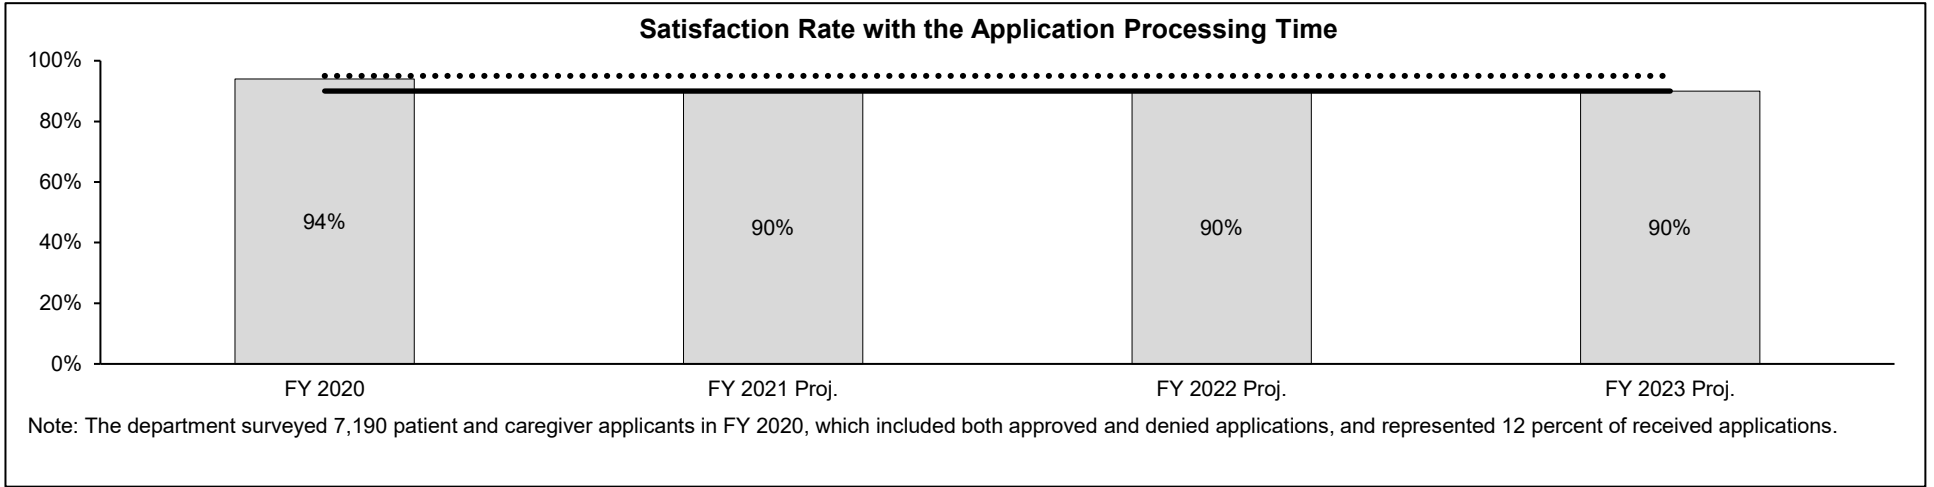 Satisfaction Rate with the Application Processing Time
100%
80%
60%
40%
20%
0%
94%
90%
90%
90%
FY 2020
FY 2021 Proj.
FY 2022 Proj.
FY 2023 Proj.
Note: The department surveyed 7,190 patient and caregiver applicants in FY 2020, which included both approved and denied applications, and represented 12 percent of received applications.